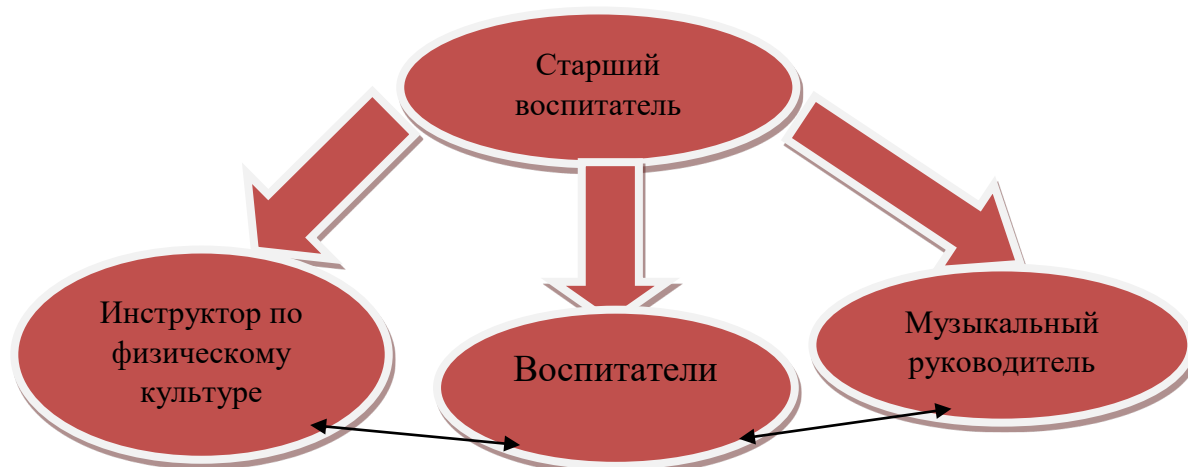 Старший
воспитатель
Инструктор по
физическому
культуре
Воспитатели
Музыкальный
руководитель